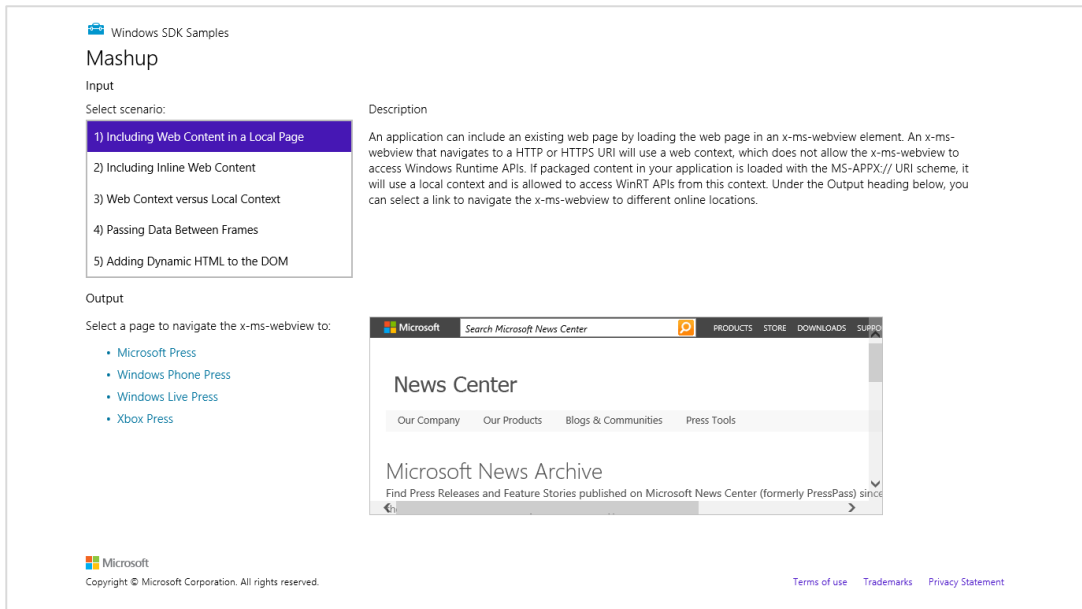 Windows SDK Samples
Mashup
Input
Select scenario:
1) Including Web Content in a Local Page
2) Including Inline Web Content
3) Web Context versus Local Context
4) Passing Data Between Frames
5) Adding Dynamic HTML to the DOM
Description
An application can include an existing web page by loading the web page in an x-ms-
webview element. An x-ms-webview that navigates to a HTTP or HTTPS URI will use a web context, which does not allow the x-ms-webview to
access Windows Runtime APIs. If packaged content in your application is loaded with the MS-APPX:// URI scheme, it
will use a local context and is allowed to access WinRT APIs from this context. Under the Output heading below, you
can select a link to navigate the x-ms-webview to different online locations.
Output
Select a page to navigate the x-ms-webview to:
• Microsoft Press
• Windows Phone Press
• Windows Live Press
• Xbox Press
Microsoft Search Microsoft News Center PRODUCTS STORE DOWNLOADS SUPPO
News Center
Our Company Our Products Blogs & Communities Press Tools
Microsoft News Archive
Find Press Releases and Feature Stories published on Microsoft News Center (formerly PressPass) since
Microsoft
Copyright © Microsoft Corporation. All rights reserved.
Terms of use Trademarks Privacy Statement